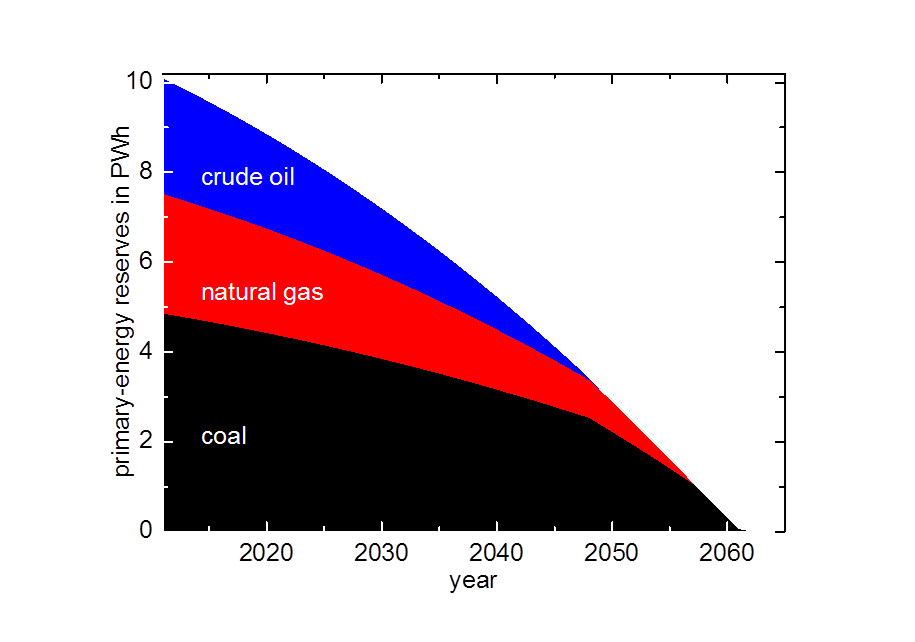 primary-energy reserves in PWh
10
8
6
4
2
0
crude oil
natural gas
coal
2020 2030 2040 2050 2060
year